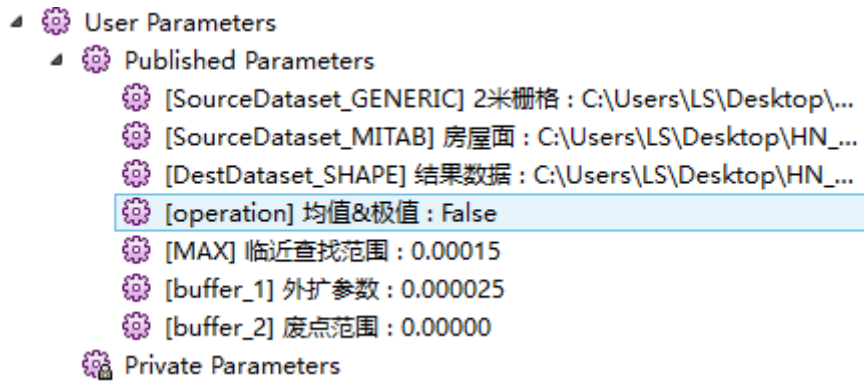 User Parameters
Published Parameters
[SourceDataset_GENERIC] 2米栅格 : C:\Users\LS\Desktop\...
[SourceDataset_MITAB] 房屋面 : C:\Users\LS\Desktop\HN_...
[DestDataset_SHAPE] 结果数据 : C:\Users\LS\Desktop\HN_...
[operation] 均值&极值 : False
[MAX] 临近查找范围 : 0.00015
[buffer_1] 外扩参数 : 0.000025
[buffer_2] 废点范围 : 0.00000
Private Parameters